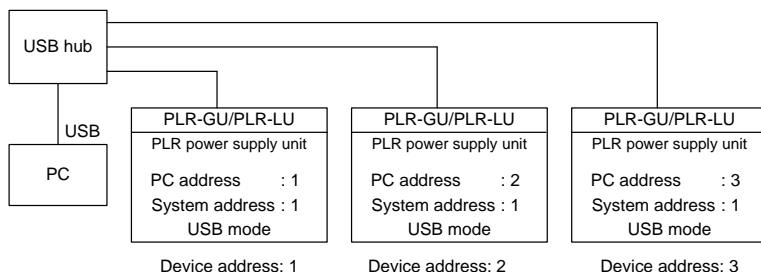 USB hub
USB
PC
PLR-GU/PLR-LU
PLR power supply unit
PC address : 1
System address : 1
USB mode
Device address: 1
PLR-GU/PLR-LU
PLR power supply unit
PC address : 2
System address : 1
USB mode
Device address: 2
PLR-GU/PLR-LU
PLR power supply unit
PC address : 3
System address : 1
USB mode
Device address: 3